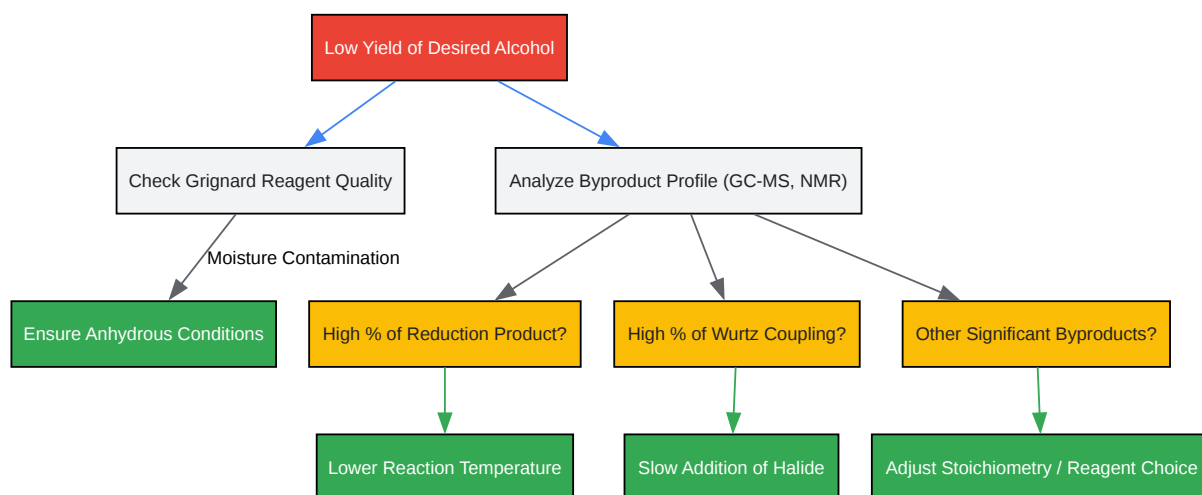 Low Yield of Desired Alcohol
Check Grignard Reagent Quality
Analyze Byproduct Profile (GC-MS, NMR)
Moisture Contamination
Ensure Anhydrous Conditions
High % of Reduction Product?
High % of Wurtz Coupling?
Other Significant Byproducts?
Lower Reaction Temperature
Slow Addition of Halide
Adjust Stoichiometry / Reagent Choice